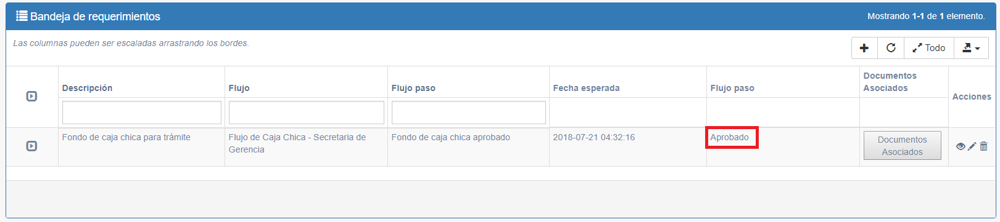 Bandeja de requerimientos
Mostrando 1-1 de 1 elemento.
Las columnas pueden ser escaladas arrastrando los bordes.
Todo
Descripción
Flujo
Flujo paso
Fecha esperada
Flujo paso
Documentos
Asociados
Acciones
Fondo de caja chica para trámite
Flujo de Caja Chica - Secretaria de
Gerencia
Fondo de caja chica aprobado
2018-07-21 04:32:16
Aprobado
Documentos
Asociados